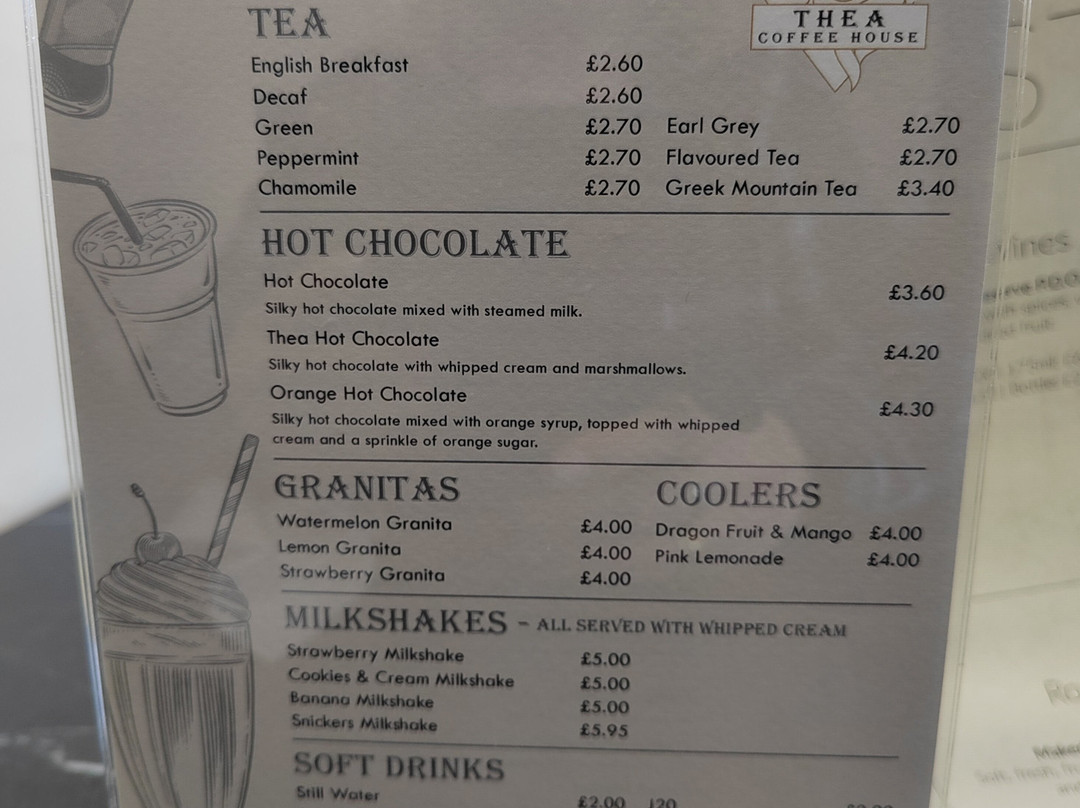 THEA
COFFEE HOUSE
TEA
English Breakfast £2.60
Decaf £2.60
Green £2.70 Earl Grey £2.70
Peppermint £2.70 Flavoured Tea £2.70
Chamomile £2.70 Greek Mountain Tea £3.40
HOT CHOCOLATE
Hot Chocolate £3.60
Silky hot chocolate mixed with steamed milk.
Thea Hot Chocolate £4.20
Silky hot chocolate with whipped cream and marshmallows.
Orange Hot Chocolate £4.30
Silky hot chocolate mixed with orange syrup, topped with whipped
cream and a sprinkle of orange sugar.
GRANITAS
Watermelon Granita £4.00
Lemon Granita £4.00
Strawberry Granita £4.00
COOLERS
Dragon Fruit & Mango £4.00
Pink Lemonade £4.00
MILKSHAKES - ALL SERVED WITH WHIPPED CREAM
Strawberry Milkshake £5.00
Cookies & Cream Milkshake £5.00
Banana Milkshake £5.00
Snickers Milkshake £5.95
SOFT DRINKS
Still Water £2.00 J20